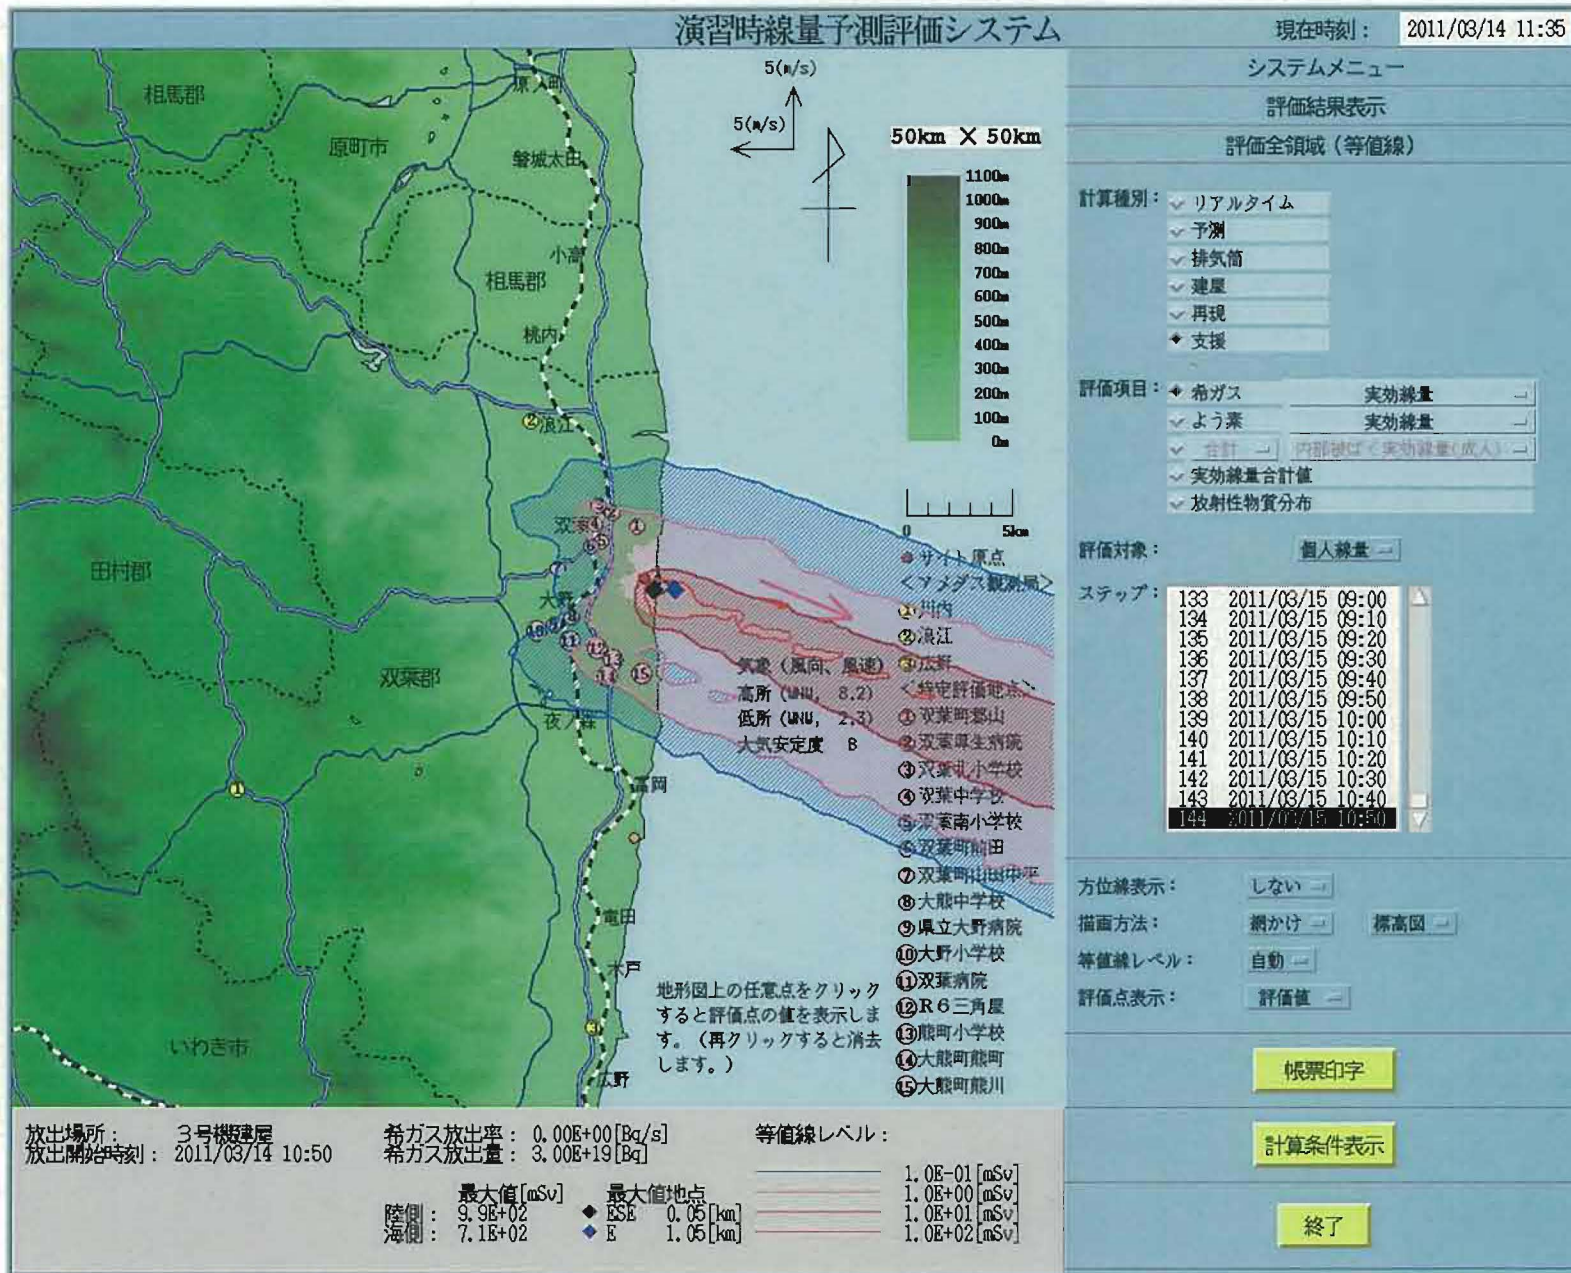 演習時線量予測評価システム
現在時刻: 2011/03/14 11:35
システムメニュー
評価結果表示
評価全領域（等値線）
計算種別:
リアルタイム
予測
排気筒
建屋
再現
支援
評価項目:
希ガス 実効線量
よう素 実効線量
合計 内部被ばく実効線量(成人)
実効線量合計値
放射性物質分布
評価対象: 個人線量
ステップ:
133 2011/03/15 09:00
134 2011/03/15 09:10
135 2011/03/15 09:20
136 2011/03/15 09:30
137 2011/03/15 09:40
138 2011/03/15 09:50
139 2011/03/15 10:00
140 2011/03/15 10:10
141 2011/03/15 10:20
142 2011/03/15 10:30
143 2011/03/15 10:40
144 2011/03/15 10:50
方位線表示: しない
描画方法: 網かけ 標高図
等値線レベル: 自動
評価点表示: 評価値
帳票印字
計算条件表示
終了
5(m/s)
5(m/s)
50km × 50km
1100m
1000m
900m
800m
700m
600m
500m
400m
300m
200m
100m
0m
0 5km
相馬郡
原ノ町
原町市
磐城太田
小高
相馬郡
桃内
②浪江
双葉
大野
田村郡
双葉郡
夜ノ森
富岡
①
竜田
木戸
③
広野
いわき市
サイト原点
<アメダス観測局>
①川内
②浪江
③広野
<特定評価地点>
①双葉町郡山
②双葉厚生病院
③双葉北小学校
④双葉中学校
⑤双葉南小学校
⑥双葉町前田
⑦双葉町山田中平
⑧大熊中学校
⑨県立大野病院
⑩大野小学校
⑪双葉病院
⑫R6三角屋
⑬熊町小学校
⑭大熊町熊町
⑮大熊町熊川
気象（風向、風速）
高所(WNW, 8.2)
低所(WNW, 2.3)
大気安定度 B
地形図上の任意点をクリック
すると評価点の値を表示しま
す。（再クリックすると消去
します。）
放出場所: 3号機建屋
放出開始時刻: 2011/03/14 10:50
希ガス放出率: 0.00E+00[Bq/s]
希ガス放出量: 3.00E+19[Bq]
最大値[mSv] 最大値地点
陸側: 9.9E+02 ◆ ESE 0.05[km]
海側: 7.1E+02 ◆ E 1.05[km]
等値線レベル:
1.0E-01[mSv]
1.0E+00[mSv]
1.0E+01[mSv]
1.0E+02[mSv]